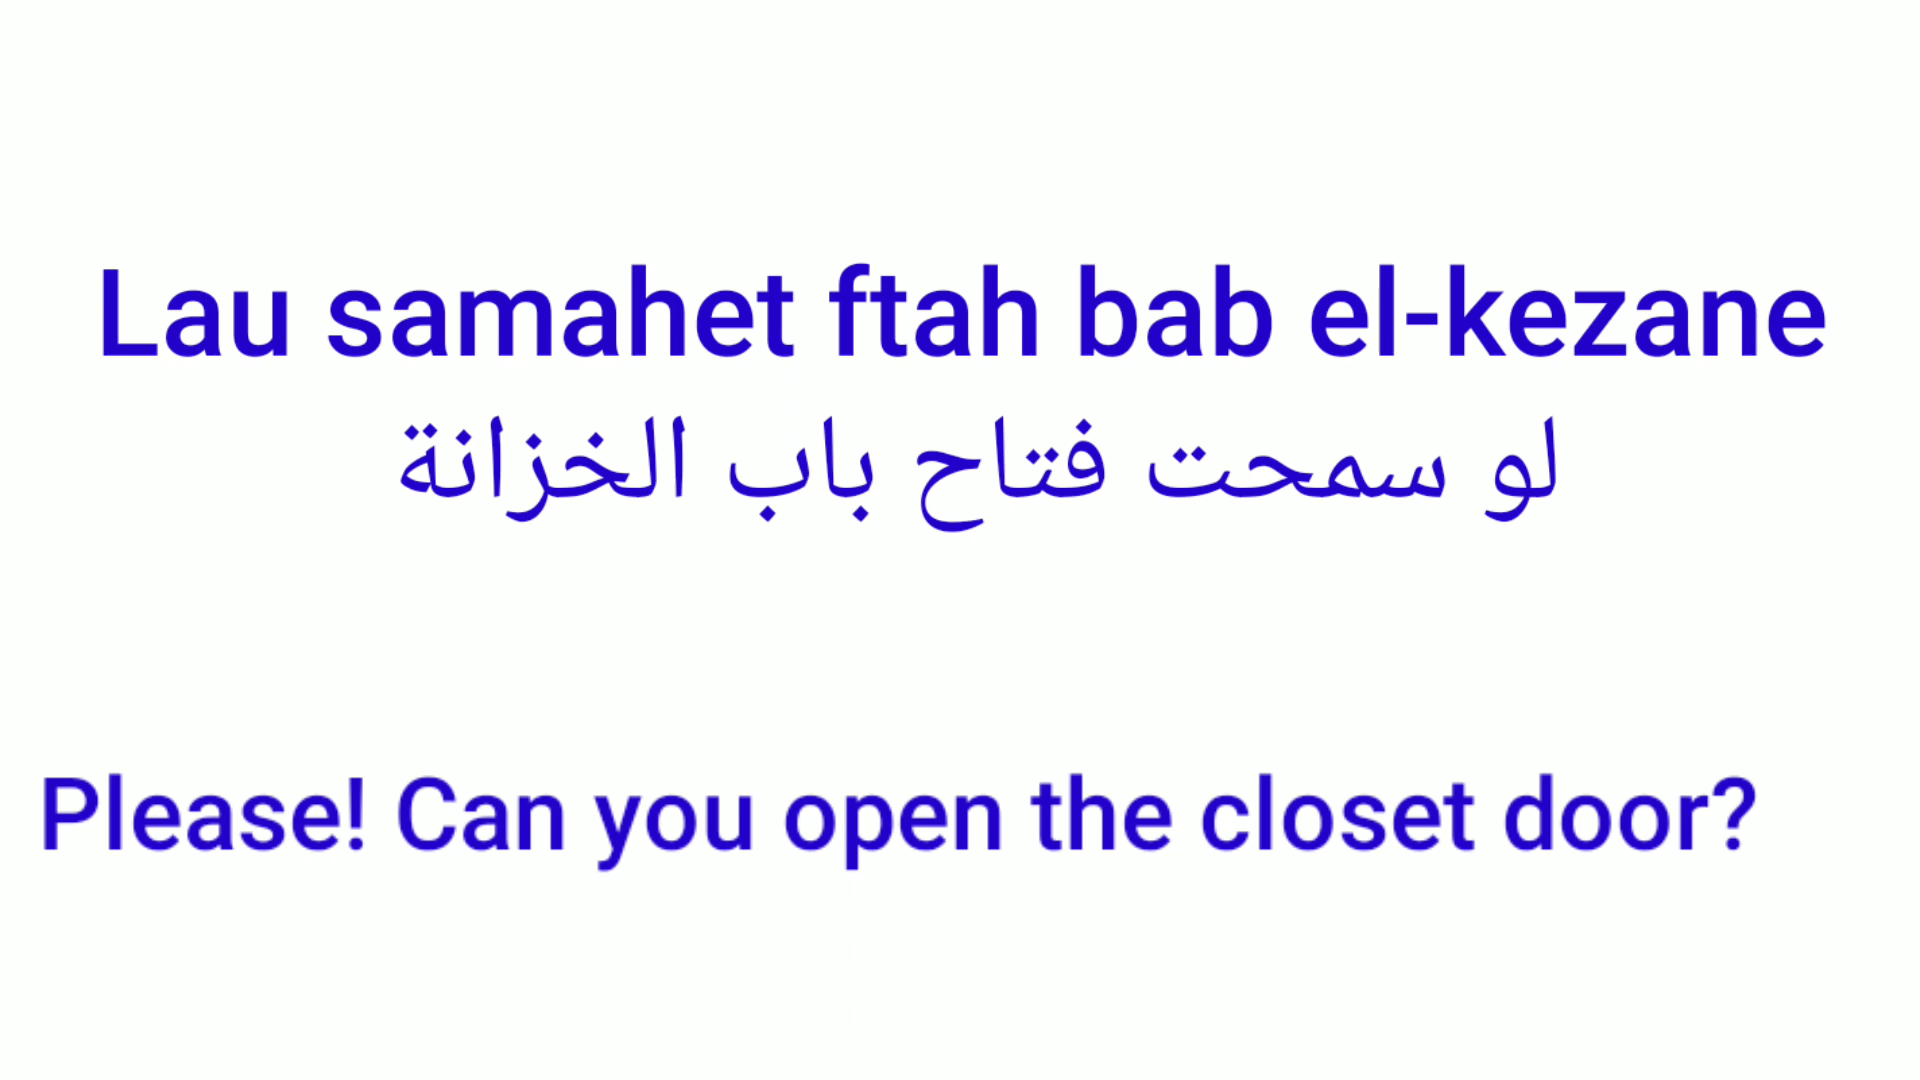 Lau samahet ftah bab el-kezane
لو سمحت فتاح باب الخزانة
Please! Can you open the closet door?